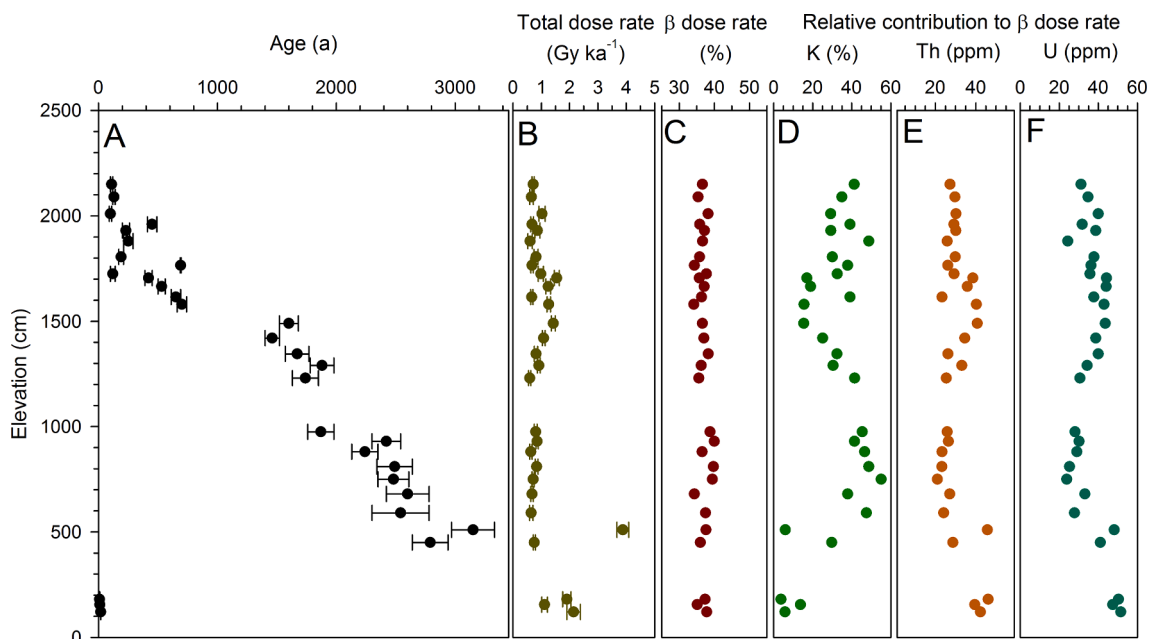 Total dose rate β dose rate Relative contribution to β dose rate
Age (a) (Gy ka⁻¹) (%) K (%) Th (ppm) U (ppm)
0 1000 2000 3000 0 1 2 3 4 5 30 40 50 0 20 40 60 20 40 0 20 40 60
2500
A B C D E F
2000
1500
1000
500
0
Elevation (cm)